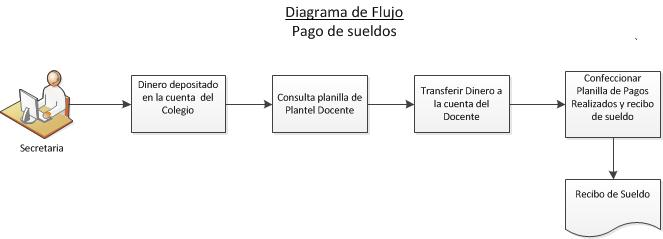 Diagrama de Flujo
Pago de sueldos
Dinero depositado
en la cuenta del
Colegio
Consulta planilla de
Plantel Docente
Transferir Dinero a
la cuenta del
Docente
Confeccionar
Planilla de Pagos
Realizados y recibo
de sueldo
Secretaria
Recibo de Sueldo